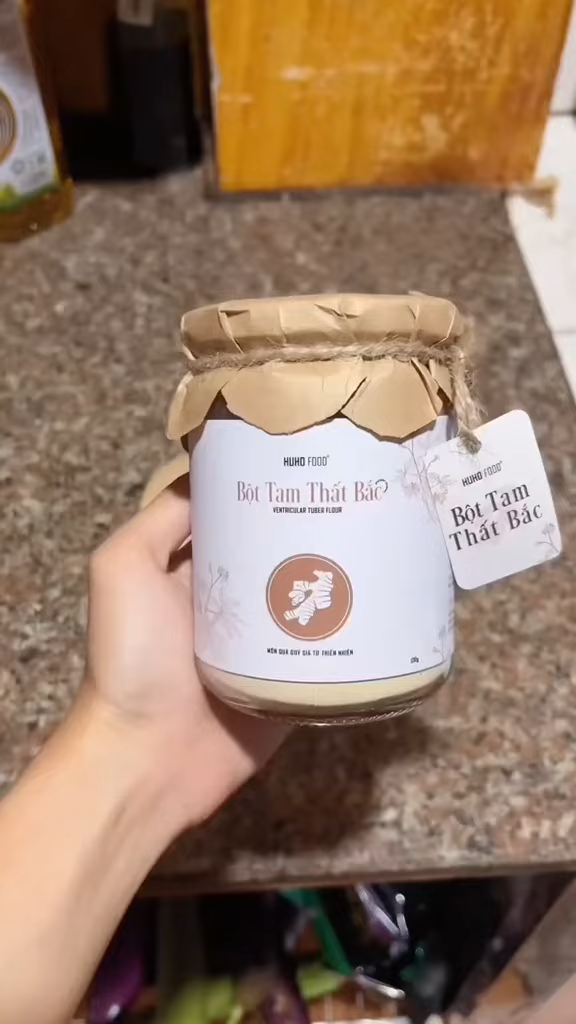 HUHO FOOD®
Bột Tam Thất Bắc
VENTRICULAR TUBER FLOUR
MÓN QUÀ QUÝ GIÁ TỪ THIÊN NHIÊN
HUHO FOOD®
Bột Tam
Thất Bắc